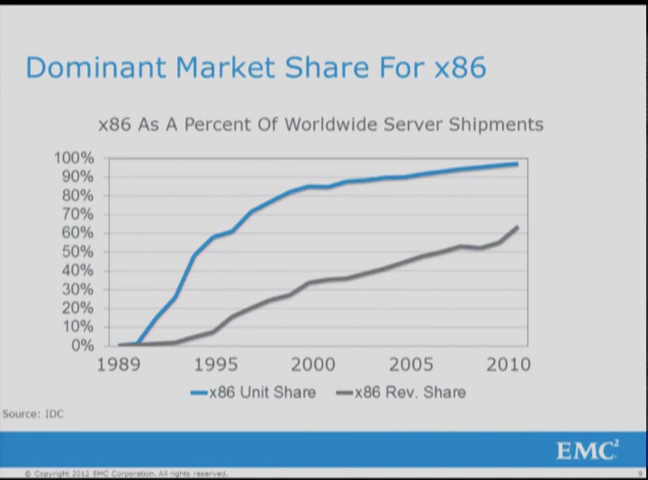 Dominant Market Share For x86
x86 As A Percent Of Worldwide Server Shipments
100%
90%
80%
70%
60%
50%
40%
30%
20%
10%
0%
1989 1995 2000 2005 2010
x86 Unit Share x86 Rev. Share
Source: IDC
EMC²
© Copyright 2012 EMC Corporation. All rights reserved. 9